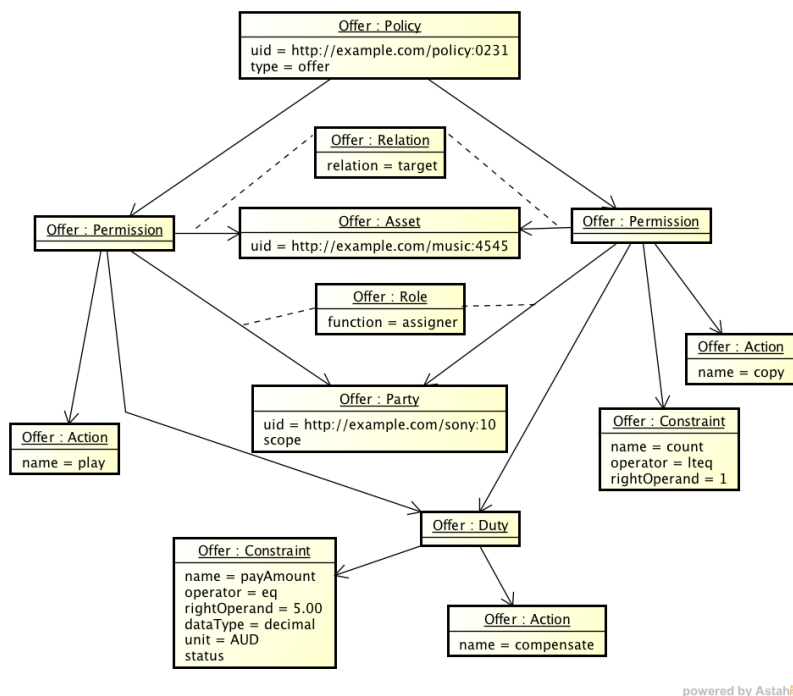 Offer : Policy
uid = http://example.com/policy:0231
type = offer
Offer : Relation
relation = target
Offer : Permission
Offer : Asset
uid = http://example.com/music:4545
Offer : Permission
Offer : Role
function = assigner
Offer : Action
name = copy
Offer : Party
uid = http://example.com/sony:10
scope
Offer : Constraint
name = count
operator = lteq
rightOperand = 1
Offer : Action
name = play
Offer : Duty
Offer : Constraint
name = payAmount
operator = eq
rightOperand = 5.00
dataType = decimal
unit = AUD
status
Offer : Action
name = compensate
powered by Astah